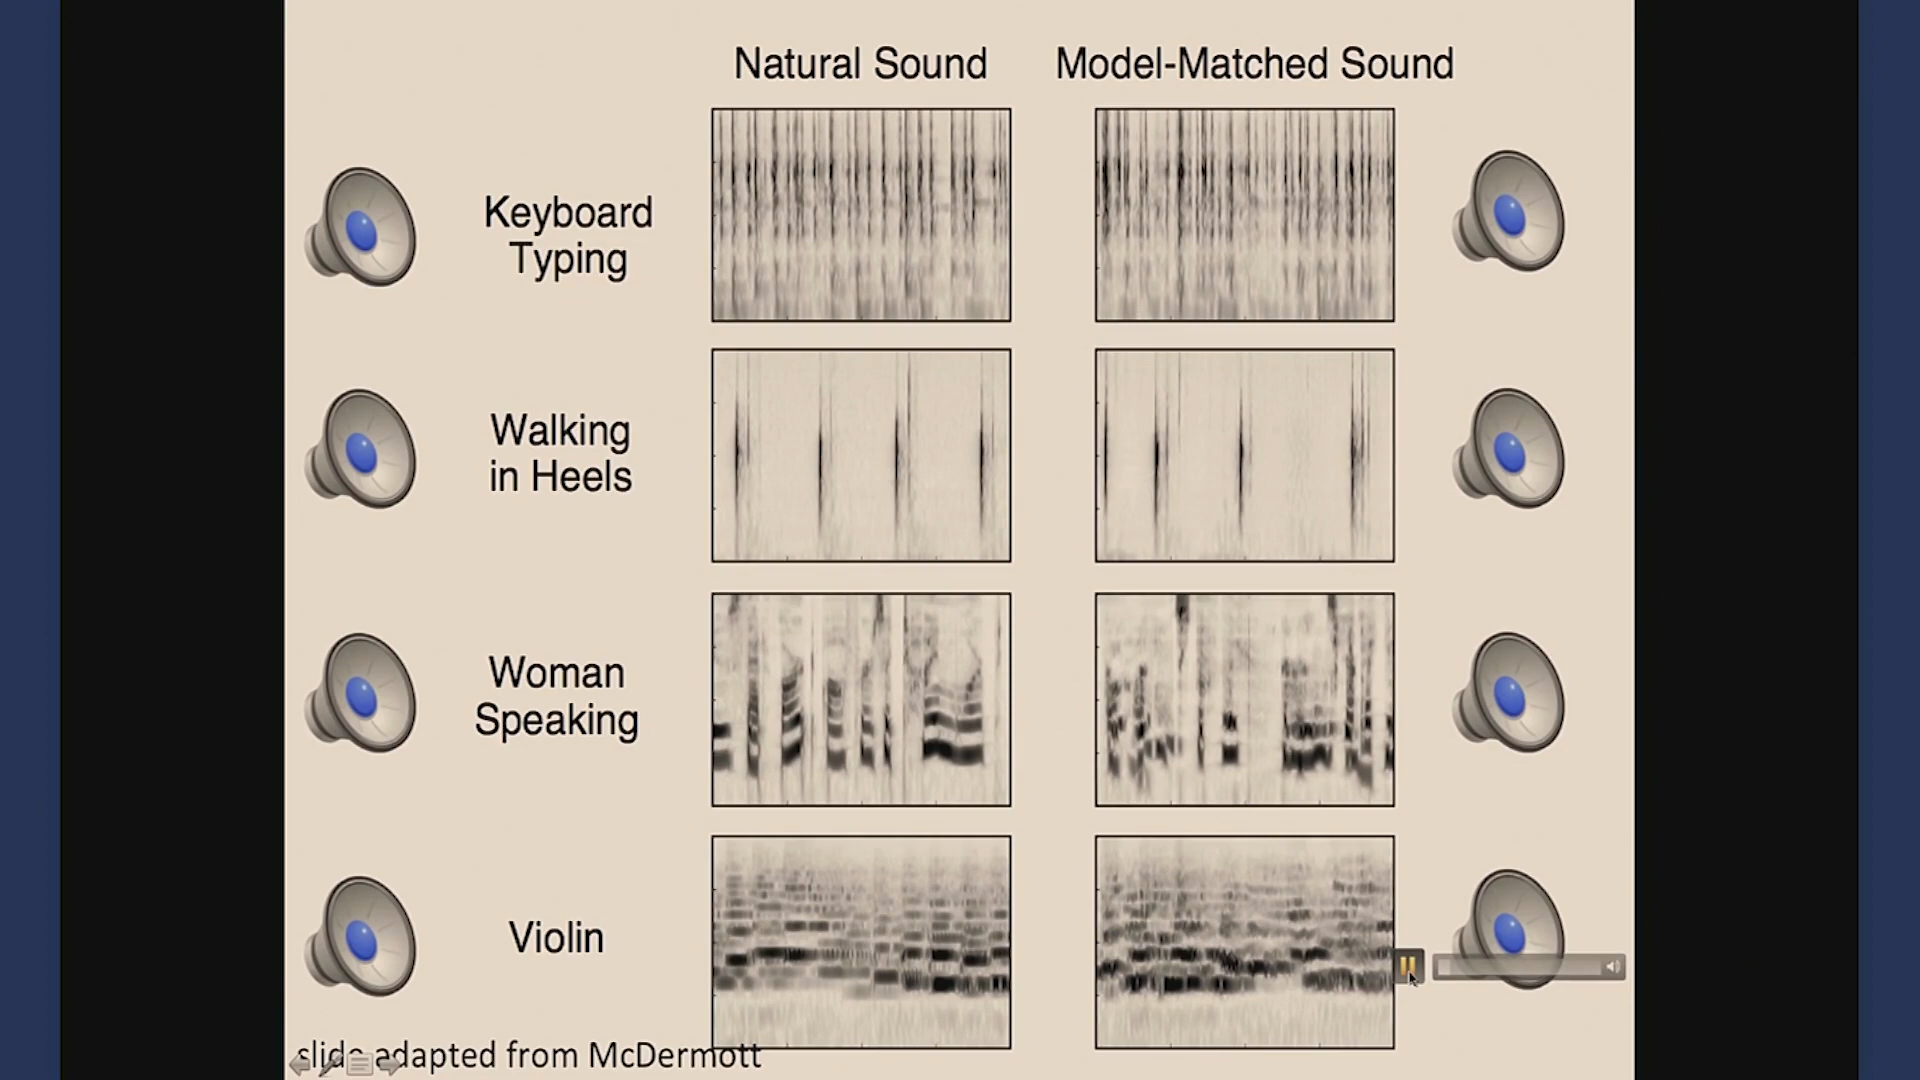 Natural Sound
Model-Matched Sound
Keyboard
Typing
Walking
in Heels
Woman
Speaking
Violin
slide adapted from McDermott